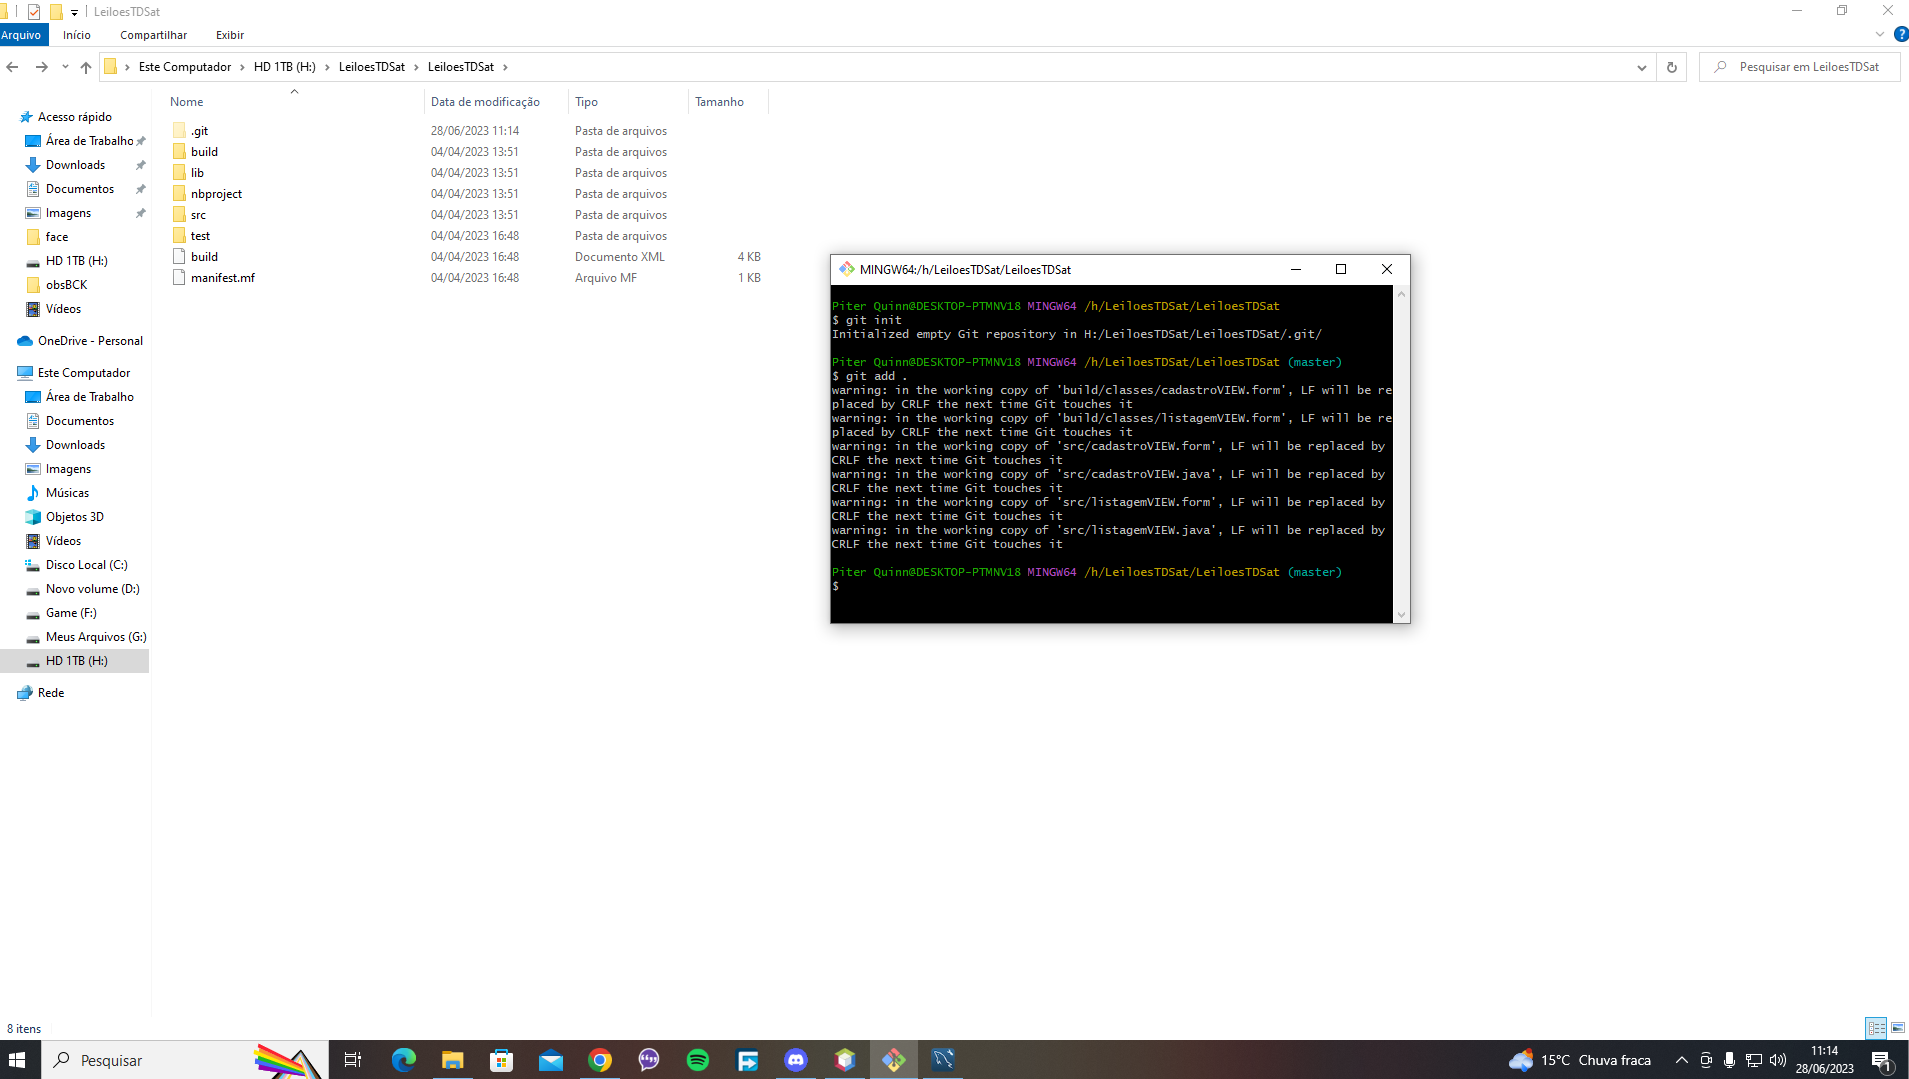 LeiloesTDSat
Arquivo Início Compartilhar Exibir
Este Computador HD 1TB (H:) LeiloesTDSat LeiloesTDSat
Pesquisar em LeiloesTDSat
Nome Data de modificação Tipo Tamanho
.git 28/06/2023 11:14 Pasta de arquivos
build 04/04/2023 13:51 Pasta de arquivos
lib 04/04/2023 13:51 Pasta de arquivos
nbproject 04/04/2023 13:51 Pasta de arquivos
src 04/04/2023 13:51 Pasta de arquivos
test 04/04/2023 16:48 Pasta de arquivos
build 04/04/2023 16:48 Documento XML 4 KB
manifest.mf 04/04/2023 16:48 Arquivo MF 1 KB
Acesso rápido
Área de Trabalho
Downloads
Documentos
Imagens
face
HD 1TB (H:)
obsBCK
Vídeos
OneDrive - Personal
Este Computador
Área de Trabalho
Documentos
Downloads
Imagens
Músicas
Objetos 3D
Vídeos
Disco Local (C:)
Novo volume (D:)
Game (F:)
Meus Arquivos (G:)
HD 1TB (H:)
Rede
MINGW64:/h/LeiloesTDSat/LeiloesTDSat
Piter Quinn@DESKTOP-PTMNV18 MINGW64 /h/LeiloesTDSat/LeiloesTDSat
$ git init
Initialized empty Git repository in H:/LeiloesTDSat/LeiloesTDSat/.git/
Piter Quinn@DESKTOP-PTMNV18 MINGW64 /h/LeiloesTDSat/LeiloesTDSat (master)
$ git add .
warning: in the working copy of 'build/classes/cadastroVIEW.form', LF will be re
placed by CRLF the next time Git touches it
warning: in the working copy of 'build/classes/listagemVIEW.form', LF will be re
placed by CRLF the next time Git touches it
warning: in the working copy of 'src/cadastroVIEW.form', LF will be replaced by
CRLF the next time Git touches it
warning: in the working copy of 'src/cadastroVIEW.java', LF will be replaced by
CRLF the next time Git touches it
warning: in the working copy of 'src/listagemVIEW.form', LF will be replaced by
CRLF the next time Git touches it
warning: in the working copy of 'src/listagemVIEW.java', LF will be replaced by
CRLF the next time Git touches it
Piter Quinn@DESKTOP-PTMNV18 MINGW64 /h/LeiloesTDSat/LeiloesTDSat (master)
$
8 itens
Pesquisar
15°C Chuva fraca
11:14
28/06/2023
1